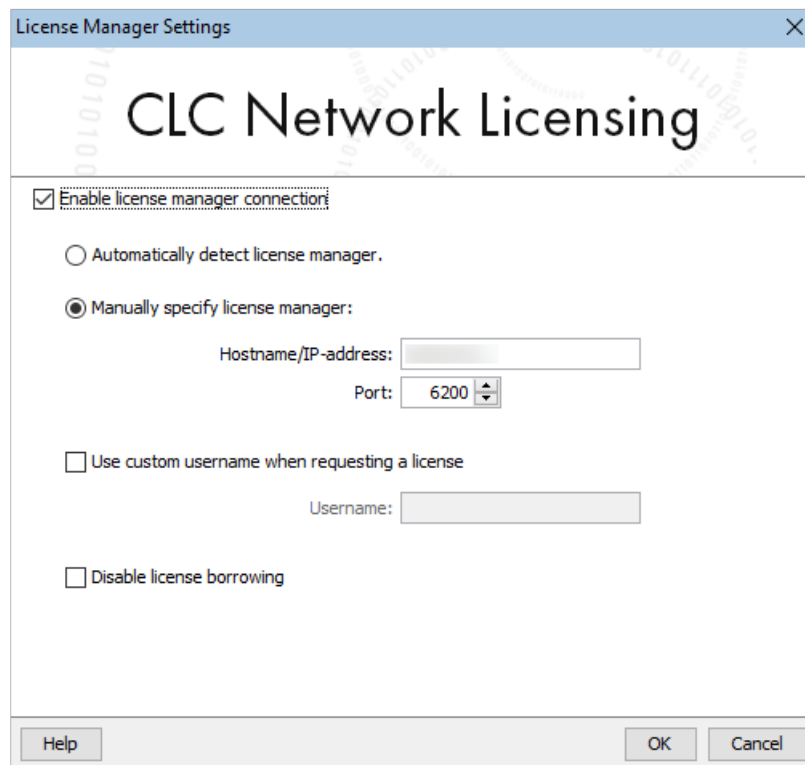 License Manager Settings
CLC Network Licensing
Enable license manager connection
Automatically detect license manager.
Manually specify license manager:
Hostname/IP-address:
Port: 6200
Use custom username when requesting a license
Username:
Disable license borrowing
Help OK Cancel